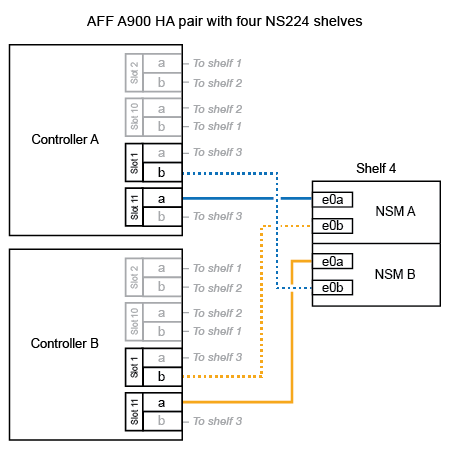 AFF A900 HA pair with four NS224 shelves
Controller A
Slot 2
a
To shelf 1
b
To shelf 2
Slot 10
a
To shelf 2
b
To shelf 1
Slot 1
a
To shelf 3
b
Slot 11
a
b
To shelf 3
Shelf 4
e0a
NSM A
e0b
e0a
NSM B
e0b
Controller B
Slot 2
a
To shelf 1
b
To shelf 2
Slot 10
a
To shelf 2
b
To shelf 1
Slot 1
a
To shelf 3
b
Slot 11
a
b
To shelf 3